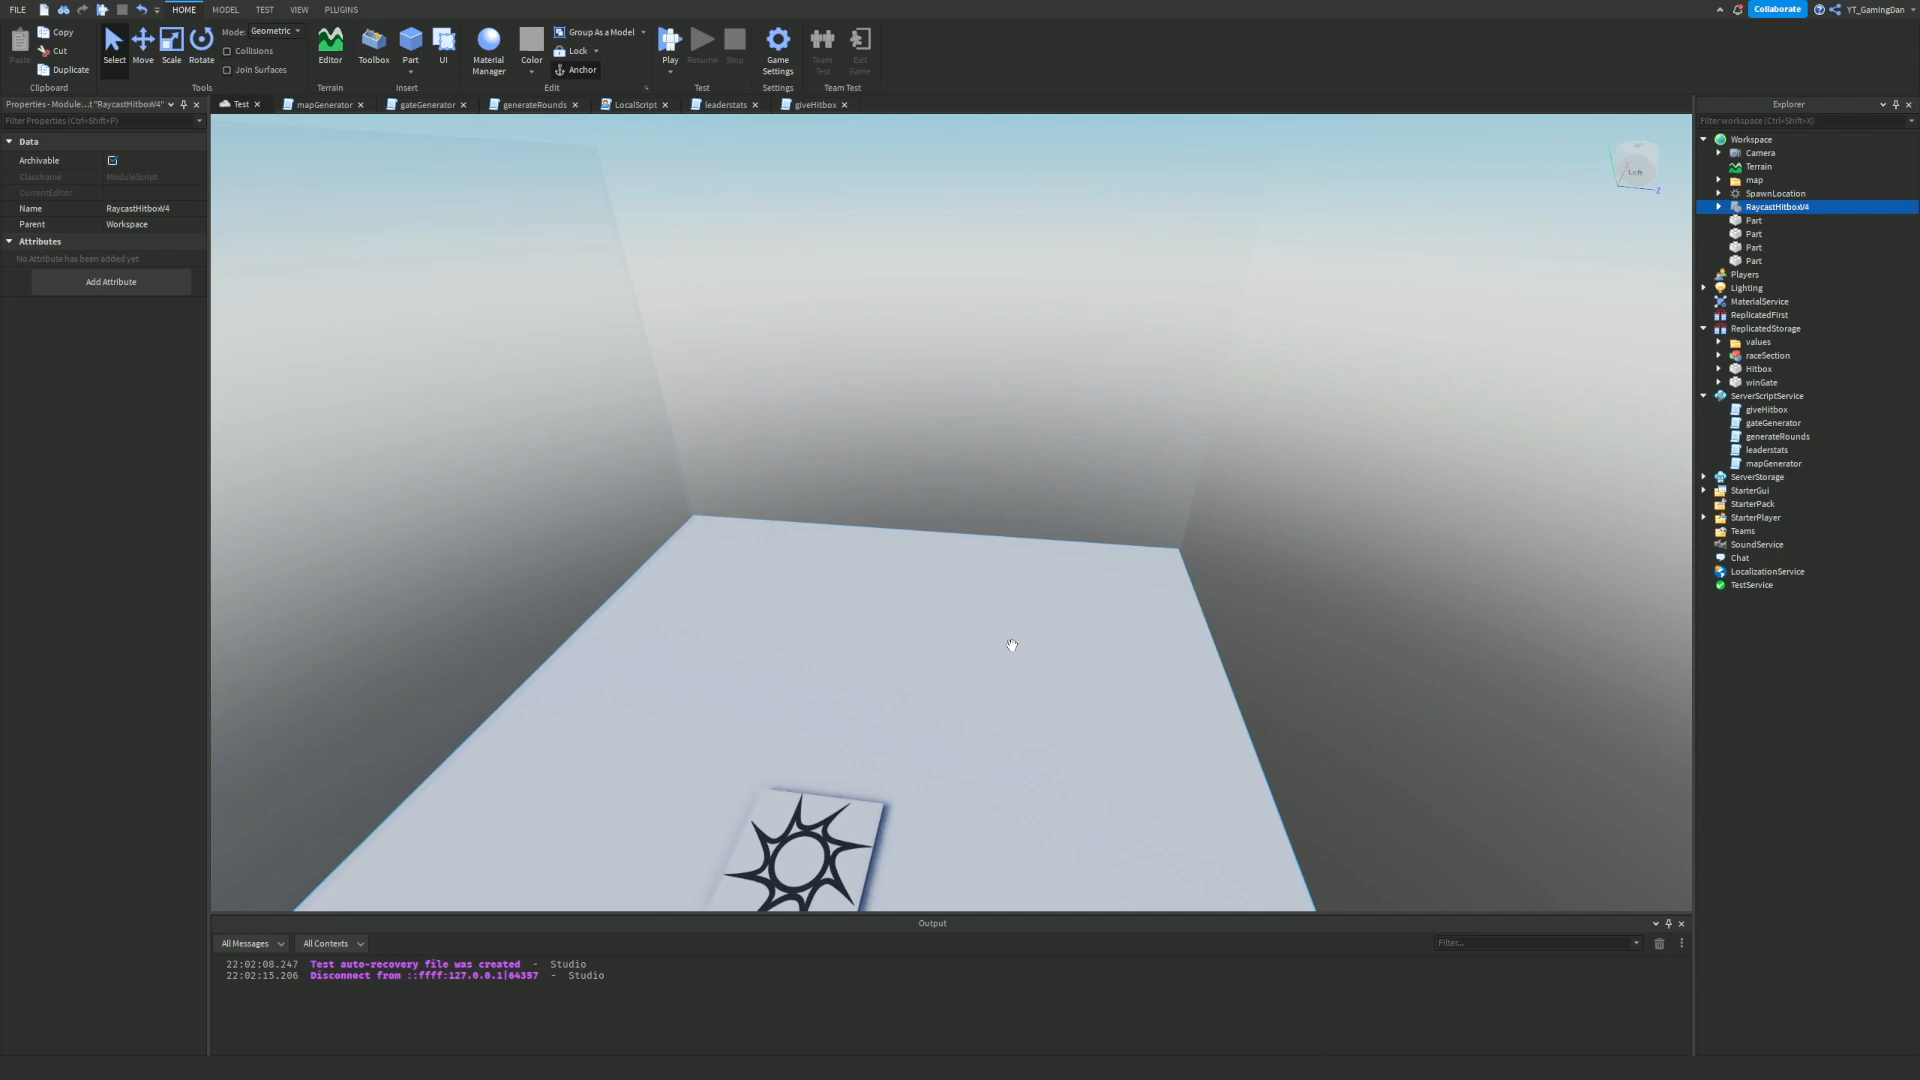 FILE HOME MODEL TEST VIEW PLUGINS Collaborate YT_GamingDan
Paste Copy Cut Duplicate Select Move Scale Rotate Mode: Geometric Collisions Join Surfaces Editor Toolbox Part UI Material Manager Color Group As a Model Lock Anchor Play Resume Stop Game Settings Team Test Exit Game
Clipboard Tools Terrain Insert Edit Test Settings Team Test
Properties - Module...t "RaycastHitboxV4"
Filter Properties (Ctrl+Shift+P)
Data
Archivable
ClassName ModuleScript
CurrentEditor
Name RaycastHitboxV4
Parent Workspace
Attributes
No Attribute has been added yet
Add Attribute
Test mapGenerator gateGenerator generateRounds LocalScript leaderstats giveHitbox
Left
Z
Output
All Messages All Contexts Filter...
22:02:08.247 Test auto-recovery file was created - Studio
22:02:15.206 Disconnect from ::ffff:127.0.0.1|64357 - Studio
Explorer
Filter workspace (Ctrl+Shift+X)
Workspace
Camera
Terrain
map
SpawnLocation
RaycastHitboxV4
Part
Part
Part
Part
Players
Lighting
MaterialService
ReplicatedFirst
ReplicatedStorage
values
raceSection
Hitbox
winGate
ServerScriptService
giveHitbox
gateGenerator
generateRounds
leaderstats
mapGenerator
ServerStorage
StarterGui
StarterPack
StarterPlayer
Teams
SoundService
Chat
LocalizationService
TestService